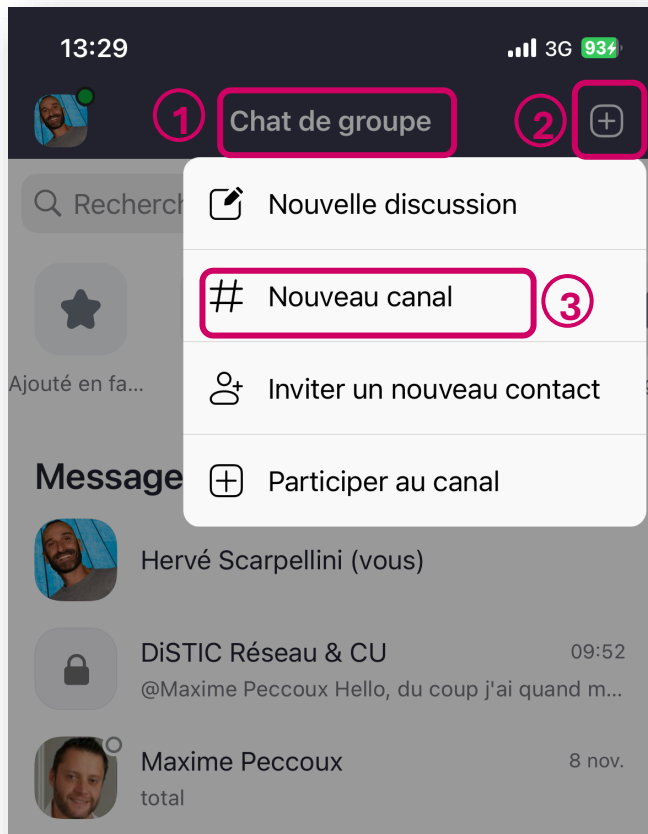 13:29
3G 93
1 Chat de groupe 2
Recherch
Nouvelle discussion
# Nouveau canal 3
Ajouté en fa...
Inviter un nouveau contact
Message
Participer au canal
Hervé Scarpellini (vous)
DiSTIC Réseau & CU 09:52
@Maxime Peccoux Hello, du coup j'ai quand m...
Maxime Peccoux 8 nov.
total